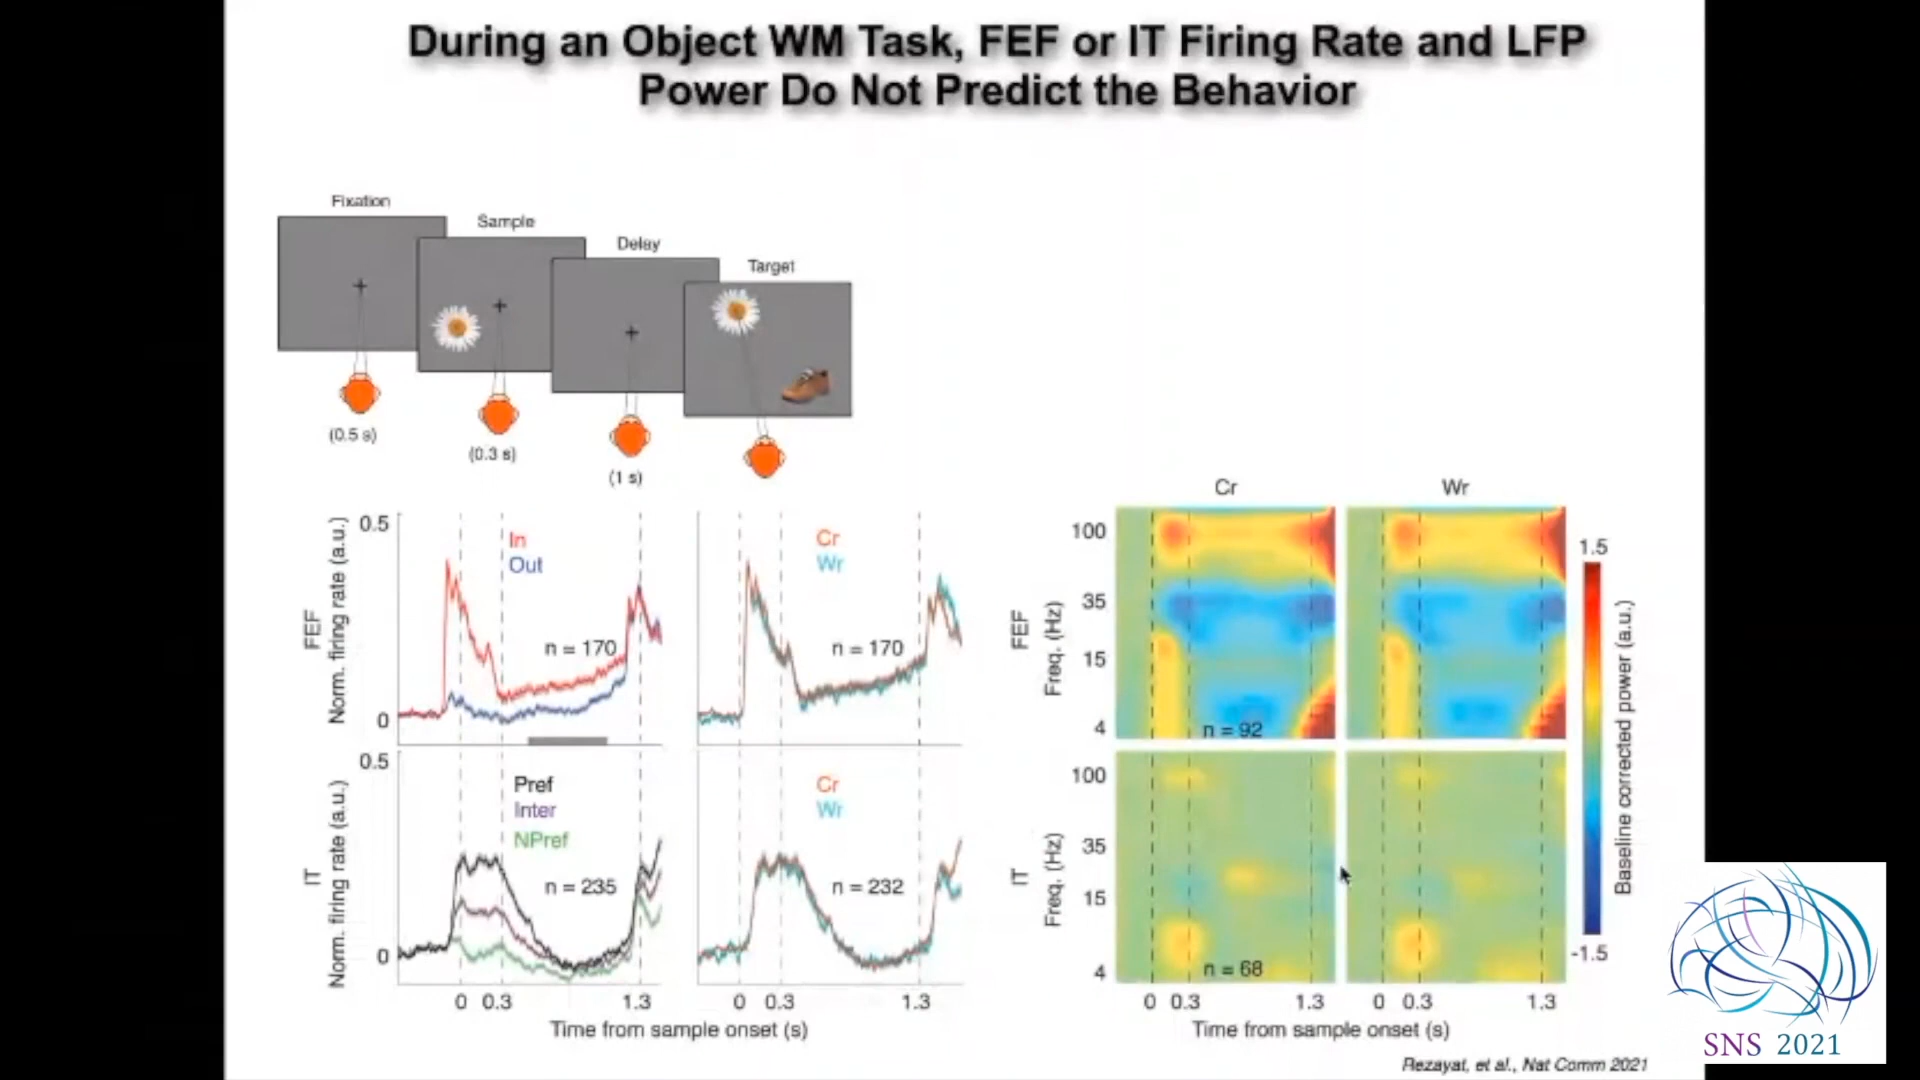 During an Object WM Task, FEF or IT Firing Rate and LFP
Power Do Not Predict the Behavior
Fixation
Sample
Delay
Target
(0.5 s)
(0.3 s)
(1 s)
FEF
Norm. firing rate (a.u.)
0.5
0
In
Out
n = 170
Cr
Wr
n = 170
IT
Norm. firing rate (a.u.)
0.5
0
Pref
Inter
NPref
n = 235
Cr
Wr
n = 232
0 0.3 1.3
0 0.3 1.3
Time from sample onset (s)
Cr
Wr
FEF
Freq. (Hz)
100
35
15
4
n = 92
IT
Freq. (Hz)
100
35
15
4
n = 68
0 0.3 1.3
0 0.3 1.3
Time from sample onset (s)
1.5
Baseline corrected power (a.u.)
-1.5
Rezayat, et al., Nat Comm 2021
SNS 2021